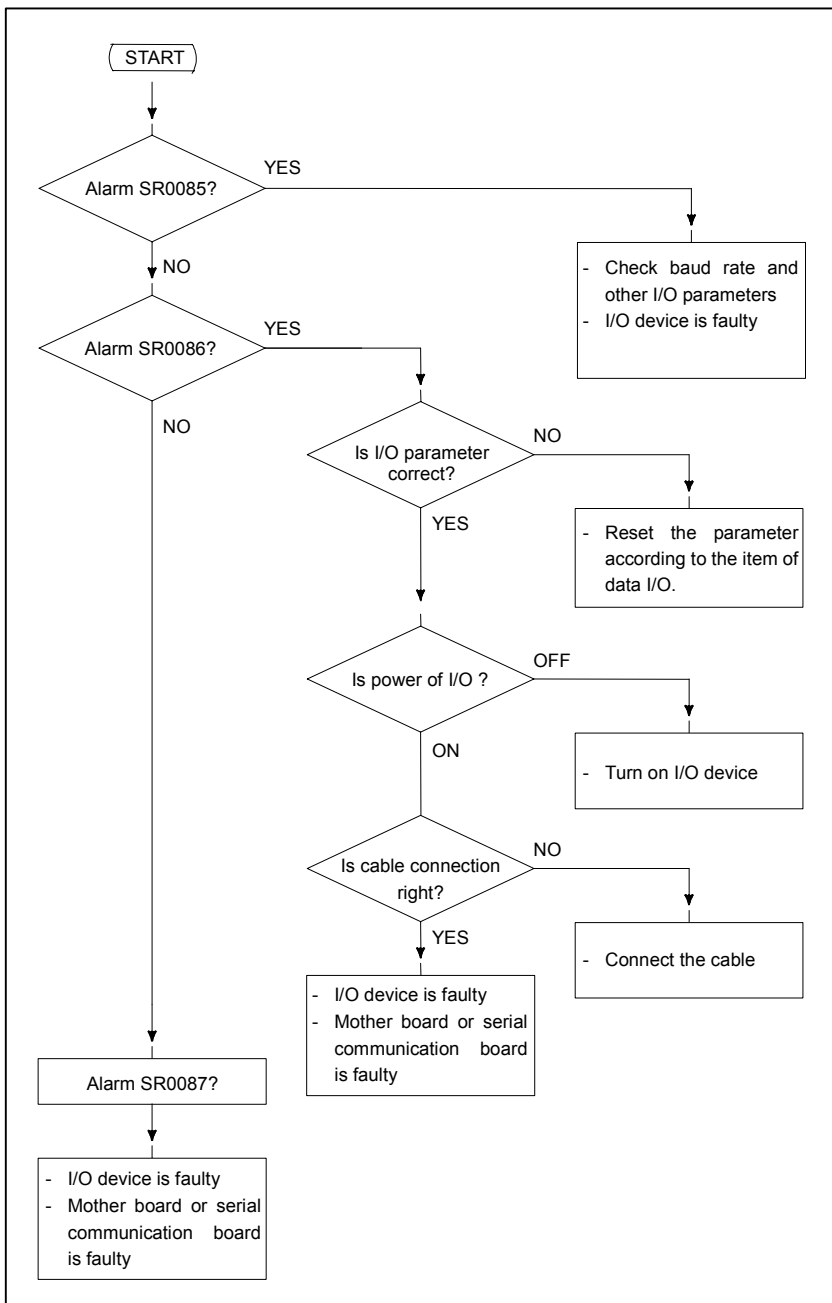 START
Alarm SR0085?
YES
NO
- Check baud rate and
other I/O parameters
- I/O device is faulty
Alarm SR0086?
YES
NO
Is I/O parameter
correct?
NO
YES
- Reset the parameter
according to the item of
data I/O.
Is power of I/O ?
OFF
ON
- Turn on I/O device
Is cable connection
right?
NO
YES
- Connect the cable
- I/O device is faulty
- Mother board or serial
communication board
is faulty
Alarm SR0087?
- I/O device is faulty
- Mother board or serial
communication board
is faulty